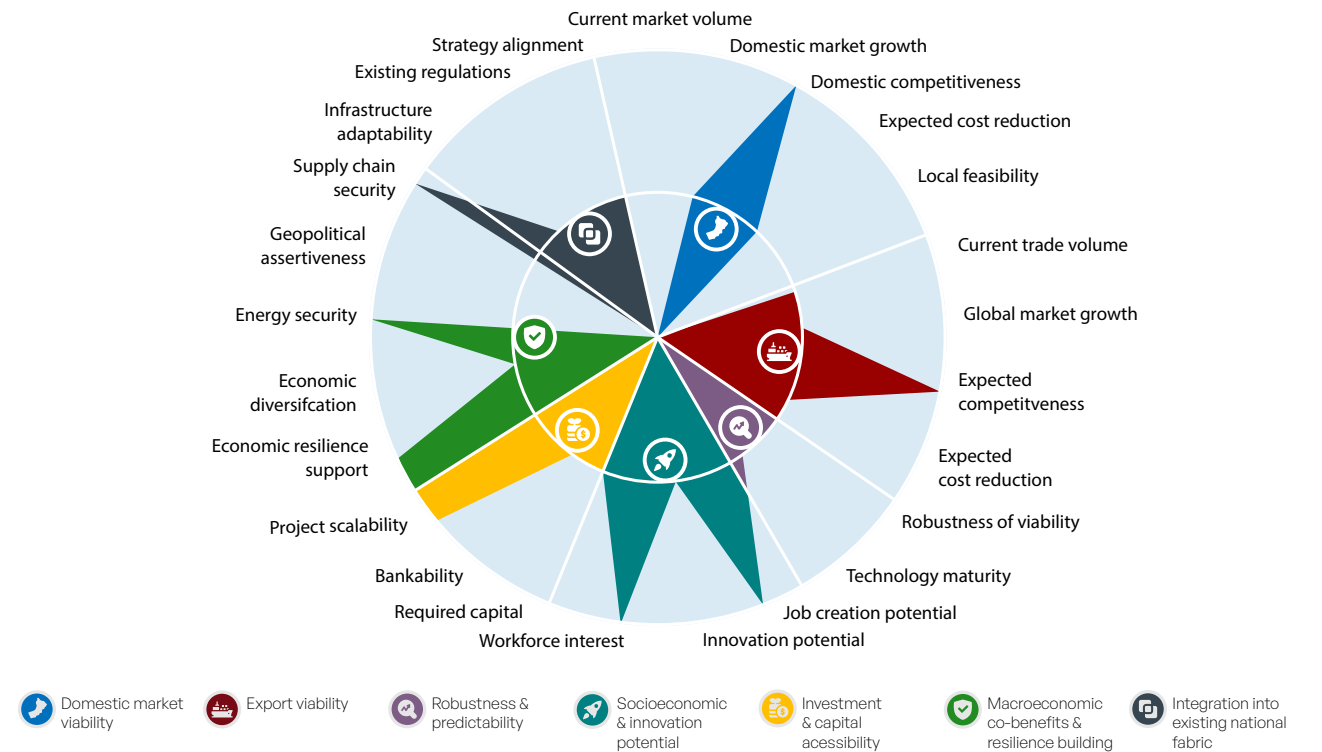 Current market volume
Strategy alignment
Domestic market growth
Existing regulations
Domestic competitiveness
Infrastructure
adaptability
Expected cost reduction
Supply chain
security
Local feasibility
Geopolitical
assertiveness
Current trade volume
Energy security
Global market growth
Economic
diversifcation
Expected
competitveness
Economic resilience
support
Expected
cost reduction
Project scalability
Robustness of viability
Bankability
Technology maturity
Required capital
Job creation potential
Workforce interest
Innovation potential
Domestic market
viability
Export viability
Robustness &
predictability
Socioeconomic
& innovation
potential
Investment
& capital
acessibility
Macroeconomic
co-benefits &
resilience building
Integration into
existing national
fabric